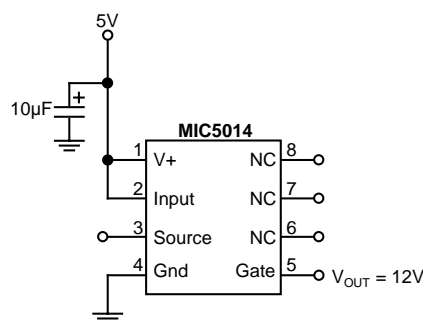 5V
10µF
+
MIC5014
1 V+ NC 8
2 Input NC 7
3 Source NC 6
4 Gnd Gate 5
VOUT = 12V